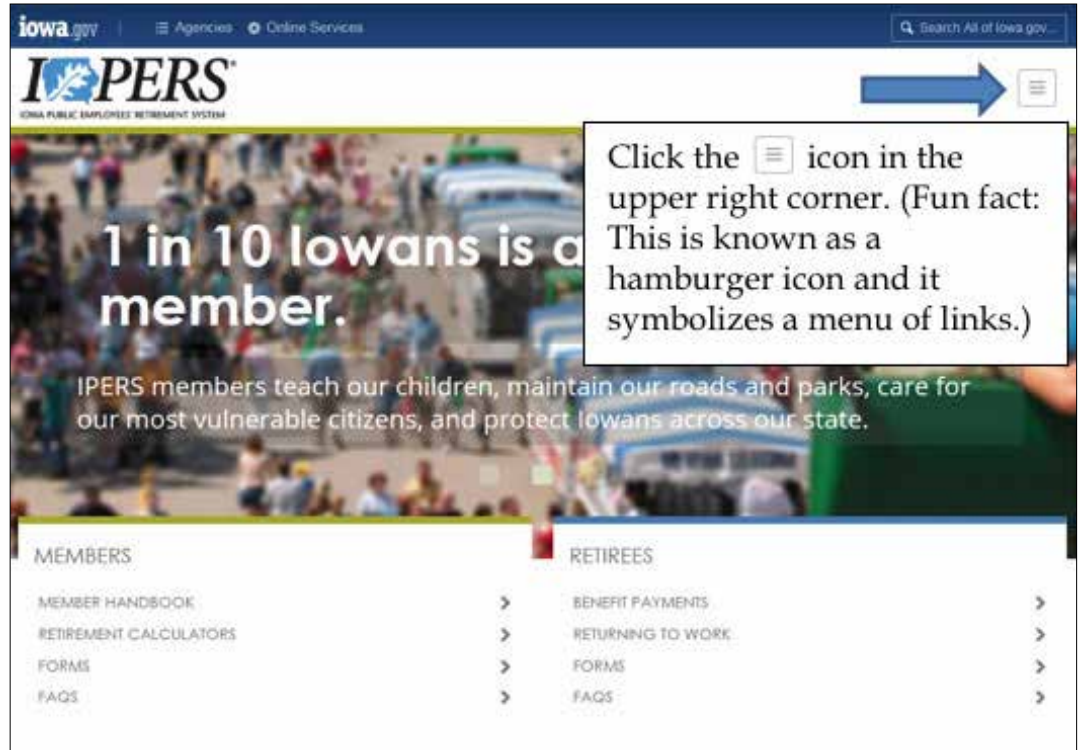 iowa.gov Agencies Online Services Search All of Iowa.gov...
IPERS
IOWA PUBLIC EMPLOYEES' RETIREMENT SYSTEM
Click the icon in the
upper right corner. (Fun fact:
This is known as a
hamburger icon and it
symbolizes a menu of links.)
1 in 10 Iowans is a
member.
IPERS members teach our children, maintain our roads and parks, care for
our most vulnerable citizens, and protect Iowans across our state.
MEMBERS
MEMBER HANDBOOK
RETIREMENT CALCULATORS
FORMS
FAQS
RETIREES
BENEFIT PAYMENTS
RETURNING TO WORK
FORMS
FAQS